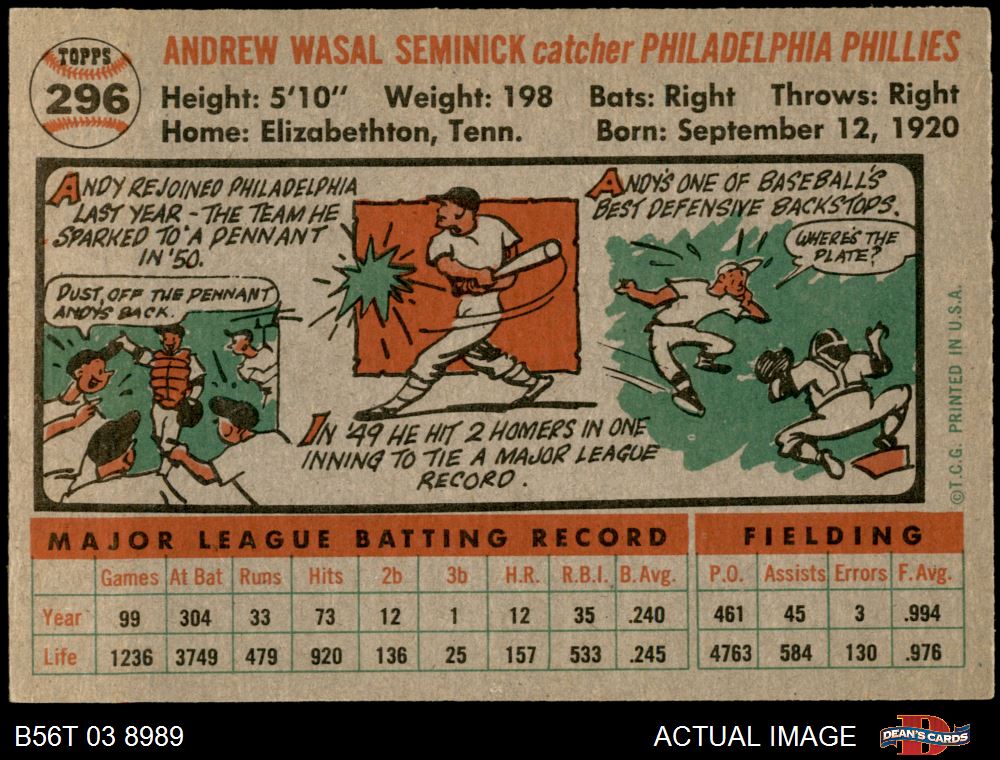 TOPPS
296
ANDREW WASAL SEMINICK catcher PHILADELPHIA PHILLIES
Height: 5'10" Weight: 198 Bats: Right Throws: Right
Home: Elizabethton, Tenn. Born: September 12, 1920
ANDY REJOINED PHILADELPHIA
LAST YEAR - THE TEAM HE
SPARKED TO A PENNANT
IN '50.
DUST OFF THE PENNANT
ANDY'S BACK.
IN '49 HE HIT 2 HOMERS IN ONE
INNING TO TIE A MAJOR LEAGUE
RECORD.
ANDY'S ONE OF BASEBALL'S
BEST DEFENSIVE BACKSTOPS.
WHERE'S THE
PLATE?
©T.C.G. PRINTED IN U.S.A.
MAJOR LEAGUE BATTING RECORD FIELDING
Games At Bat Runs Hits 2b 3b H.R. R.B.I. B.Avg. P.O. Assists Errors F.Avg.
Year 99 304 33 73 12 1 12 35 .240 461 45 3 .994
Life 1236 3749 479 920 136 25 157 533 .245 4763 584 130 .976
B56T 03 8989 ACTUAL IMAGE DEAN'S CARDS